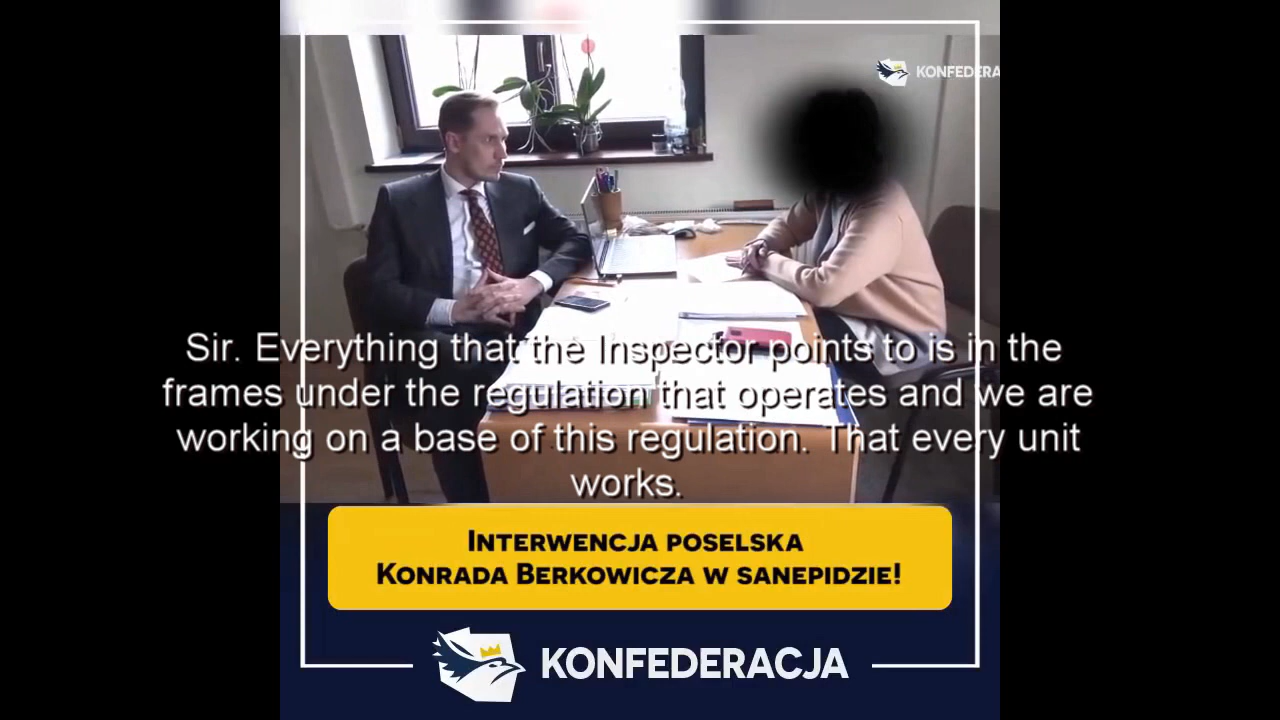 KONFEDERA
Sir. Everything that the Inspector points to is in the
frames under the regulation that operates and we are
working on a base of this regulation. That every unit
works.
INTERWENCJA POSELSKA
KONRADA BERKOWICZA W SANEPIDZIE!
KONFEDERACJA